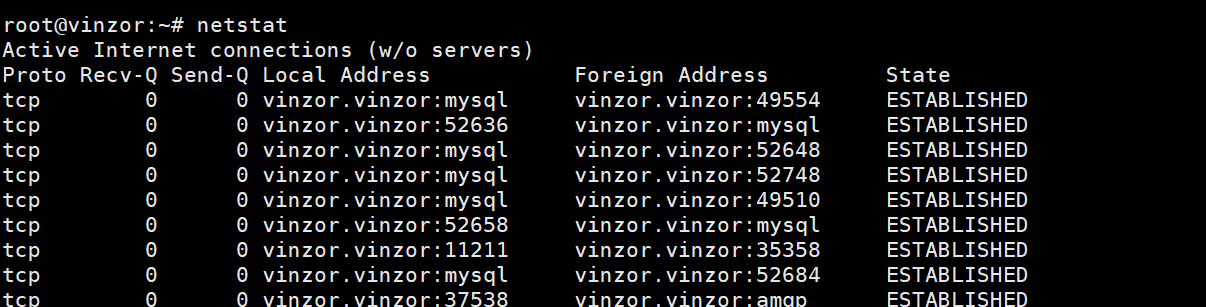 root@vinzor:~# netstat
Active Internet connections (w/o servers)
Proto Recv-Q Send-Q Local Address           Foreign Address         State
tcp        0      0 vinzor.vinzor:mysql     vinzor.vinzor:49554     ESTABLISHED
tcp        0      0 vinzor.vinzor:52636     vinzor.vinzor:mysql     ESTABLISHED
tcp        0      0 vinzor.vinzor:mysql     vinzor.vinzor:52648     ESTABLISHED
tcp        0      0 vinzor.vinzor:mysql     vinzor.vinzor:52748     ESTABLISHED
tcp        0      0 vinzor.vinzor:mysql     vinzor.vinzor:49510     ESTABLISHED
tcp        0      0 vinzor.vinzor:52658     vinzor.vinzor:mysql     ESTABLISHED
tcp        0      0 vinzor.vinzor:11211     vinzor.vinzor:35358     ESTABLISHED
tcp        0      0 vinzor.vinzor:mysql     vinzor.vinzor:52684     ESTABLISHED
tcp        0      0 vinzor.vinzor:37538     vinzor.vinzor:amqp      ESTABLISHED